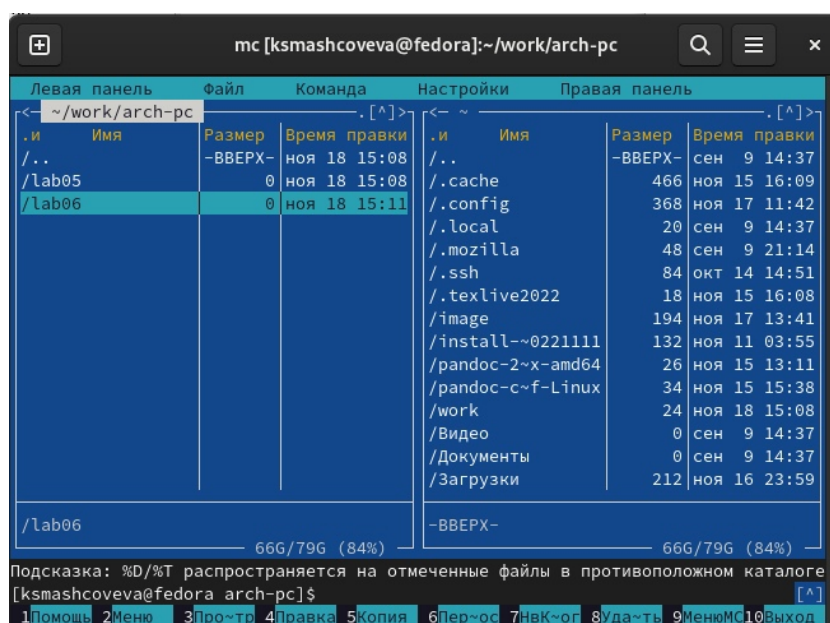 mc [ksmashcoveva@fedora]:~/work/arch-pc
Левая панель Файл Команда Настройки Правая панель
<— ~/work/arch-pc .[^]> <— ~ .[^]>
.и Имя Размер Время правки .и Имя Размер Время правки
/.. -ВВЕРХ- ноя 18 15:08 /.. -ВВЕРХ- сен 9 14:37
/lab05 0 ноя 18 15:08 /.cache 466 ноя 15 16:09
/lab06 0 ноя 18 15:11 /.config 368 ноя 17 11:42
/.local 20 сен 9 14:37
/.mozilla 48 сен 9 21:14
/.ssh 84 окт 14 14:51
/.texlive2022 18 ноя 15 16:08
/image 194 ноя 17 13:41
/install-~0221111 132 ноя 11 03:55
/pandoc-2~x-amd64 26 ноя 15 13:11
/pandoc-c~f-Linux 34 ноя 15 15:38
/work 24 ноя 18 15:08
/Видео 0 сен 9 14:37
/Документы 0 сен 9 14:37
/Загрузки 212 ноя 16 23:59
/lab06 -ВВЕРХ-
66G/79G (84%) 66G/79G (84%)
Подсказка: %D/%T распространяется на отмеченные файлы в противоположном каталоге
[ksmashcoveva@fedora arch-pc]$ [^]
1Помощь 2Меню 3Про~тр 4Правка 5Копия 6Пер~ос 7НвК~ог 8Уда~ть 9МенюМС 10Выход